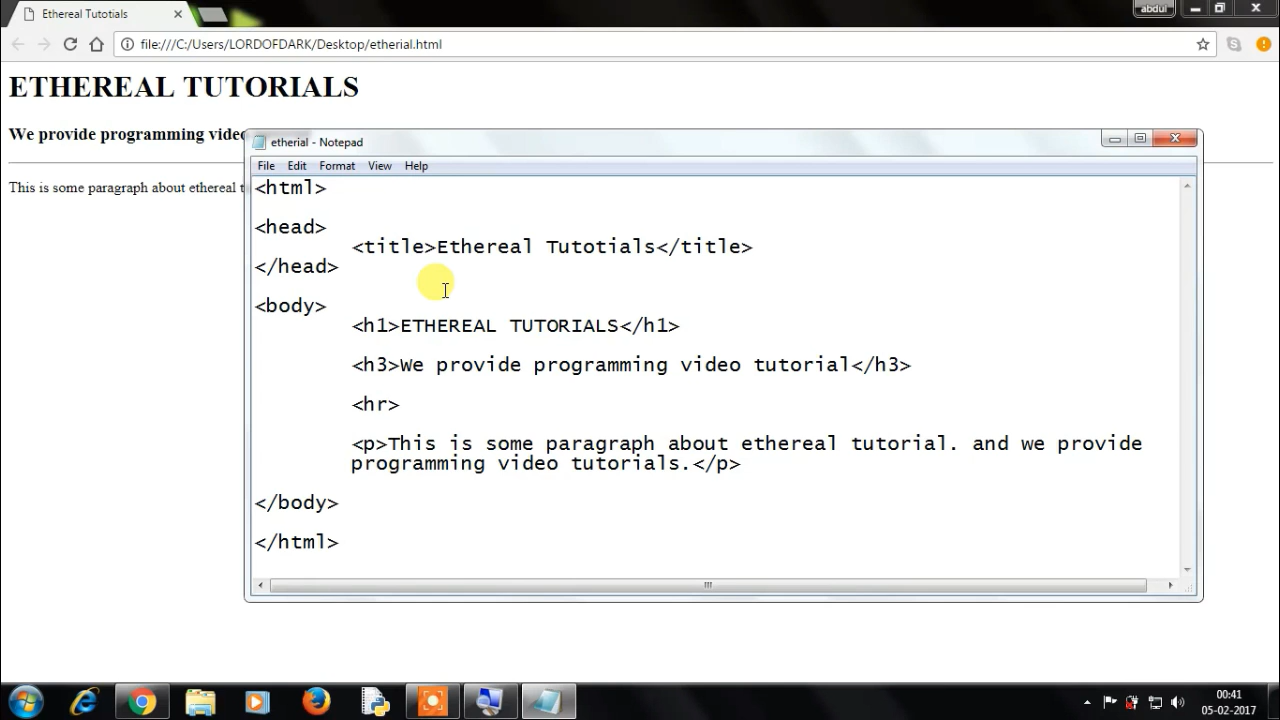 Ethereal Tutotials
abdul
file:///C:/Users/LORDOFDARK/Desktop/etherial.html
ETHEREAL TUTORIALS
We provide programming video
This is some paragraph about ethereal t
etherial - Notepad
File Edit Format View Help
<html>
<head>
<title>Ethereal Tutotials</title>
</head>
<body>
<h1>ETHEREAL TUTORIALS</h1>
<h3>We provide programming video tutorial</h3>
<hr>
<p>This is some paragraph about ethereal tutorial. and we provide
programming video tutorials.</p>
</body>
</html>
00:41
05-02-2017